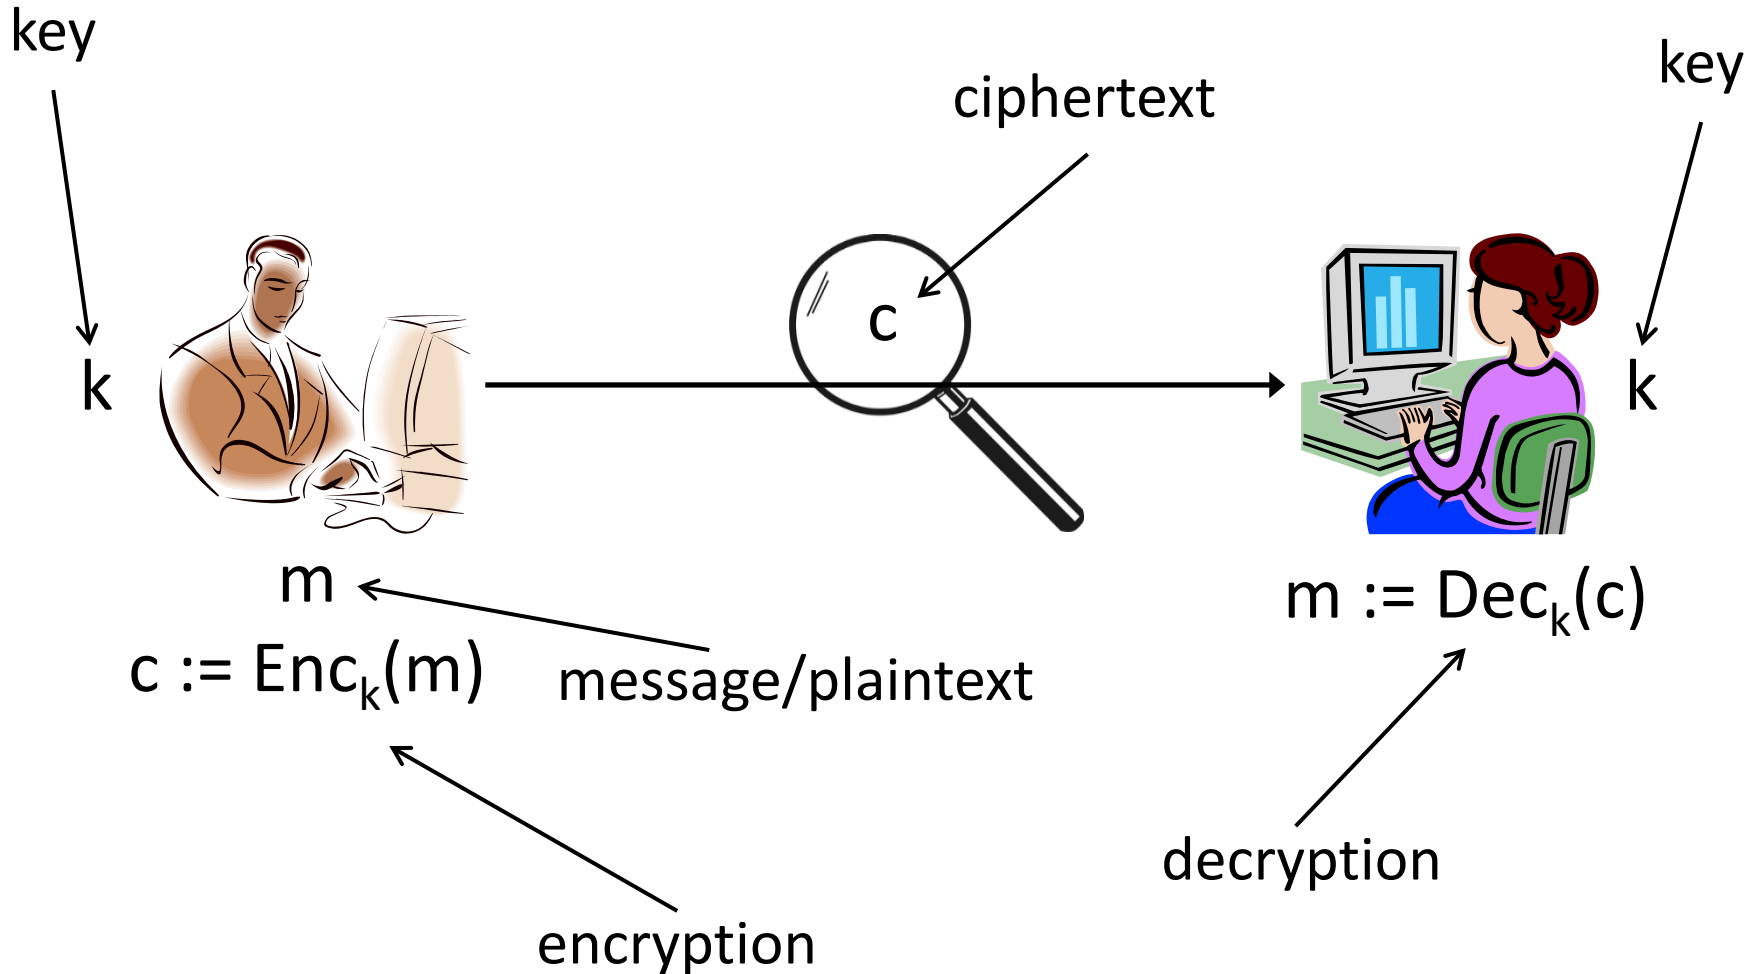 key
key
ciphertext
c
k
k
m
m := Decₖ(c)
c := Encₖ(m)
message/plaintext
decryption
encryption